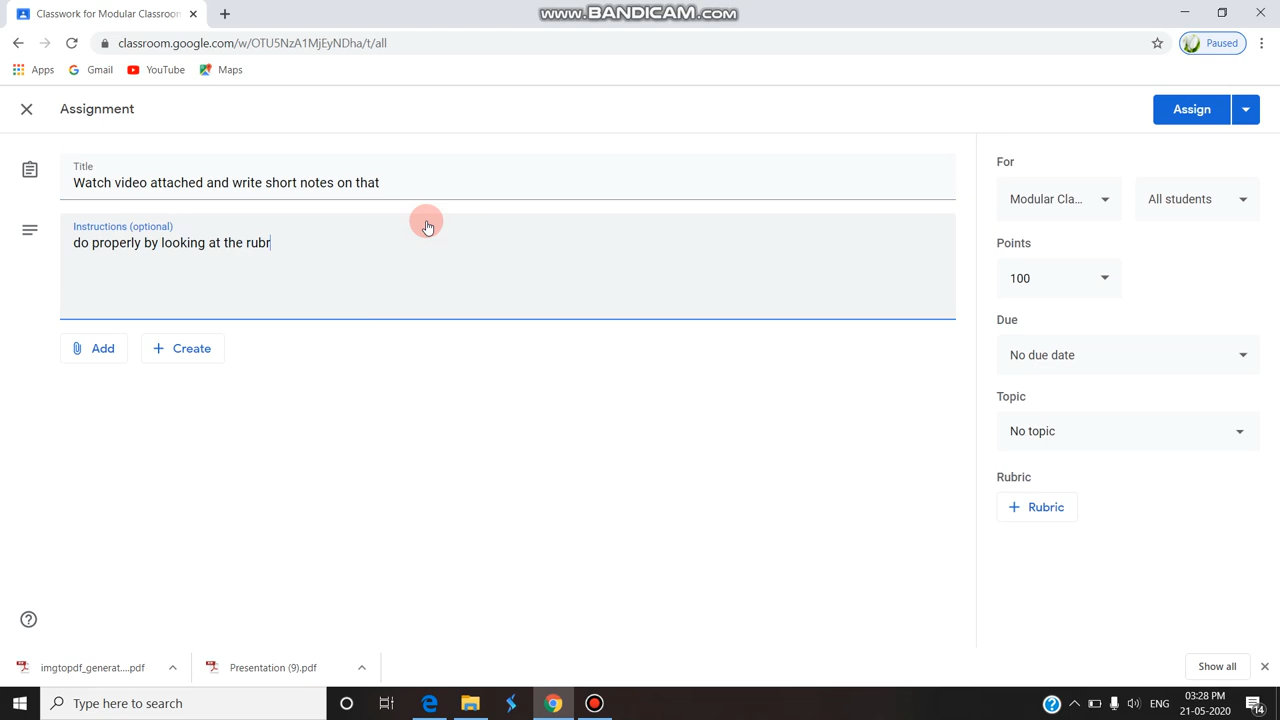 Classwork for Modular Classroom
www.BANDICAM.com
classroom.google.com/w/OTU5NzA1MjEyNDha/t/all
Paused
Apps
Gmail
YouTube
Maps
Assignment
Assign
Title
Watch video attached and write short notes on that
Instructions (optional)
do properly by looking at the rubr
Add
Create
For
Modular Cla...
All students
Points
100
Due
No due date
Topic
No topic
Rubric
Rubric
imgtopdf_generat....pdf
Presentation (9).pdf
Show all
Type here to search
ENG
03:28 PM
21-05-2020
14